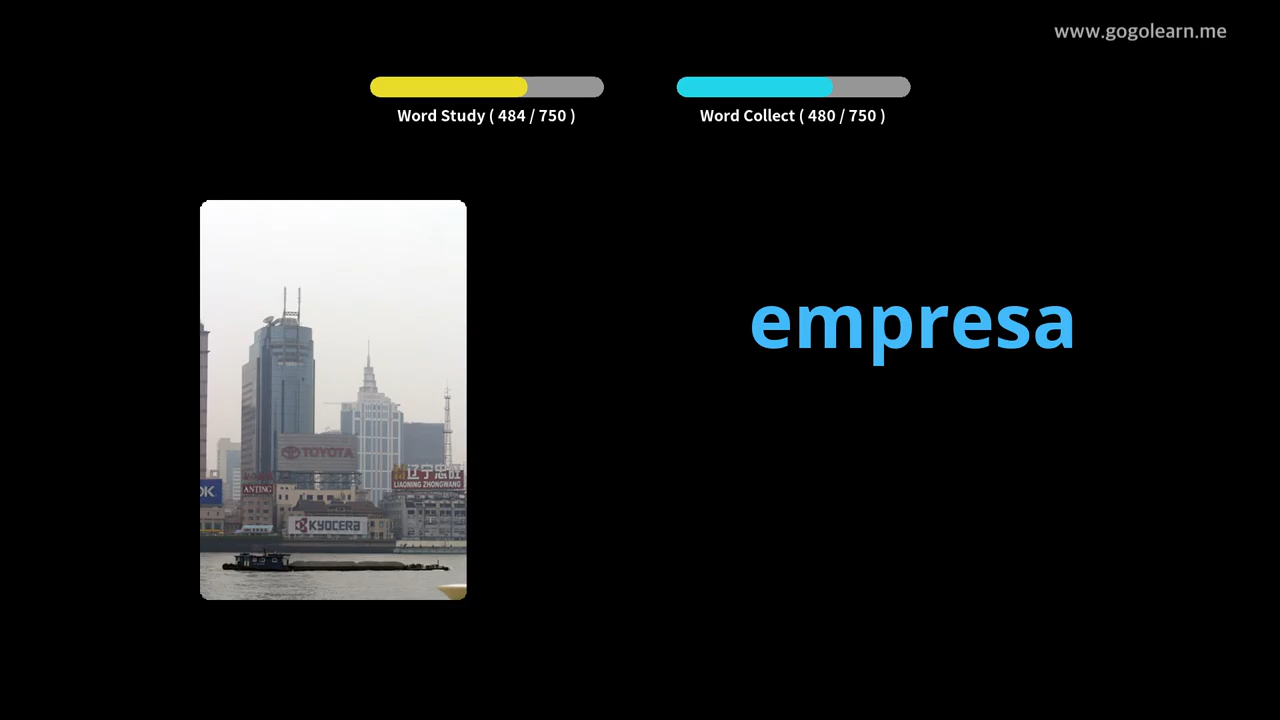 www.gogolearn.me
Word Study ( 484 / 750 )
Word Collect ( 480 / 750 )
empresa
TOYOTA
辽宁忠旺
LIAONING ZHONGWANG
ANTING
KYOCERA